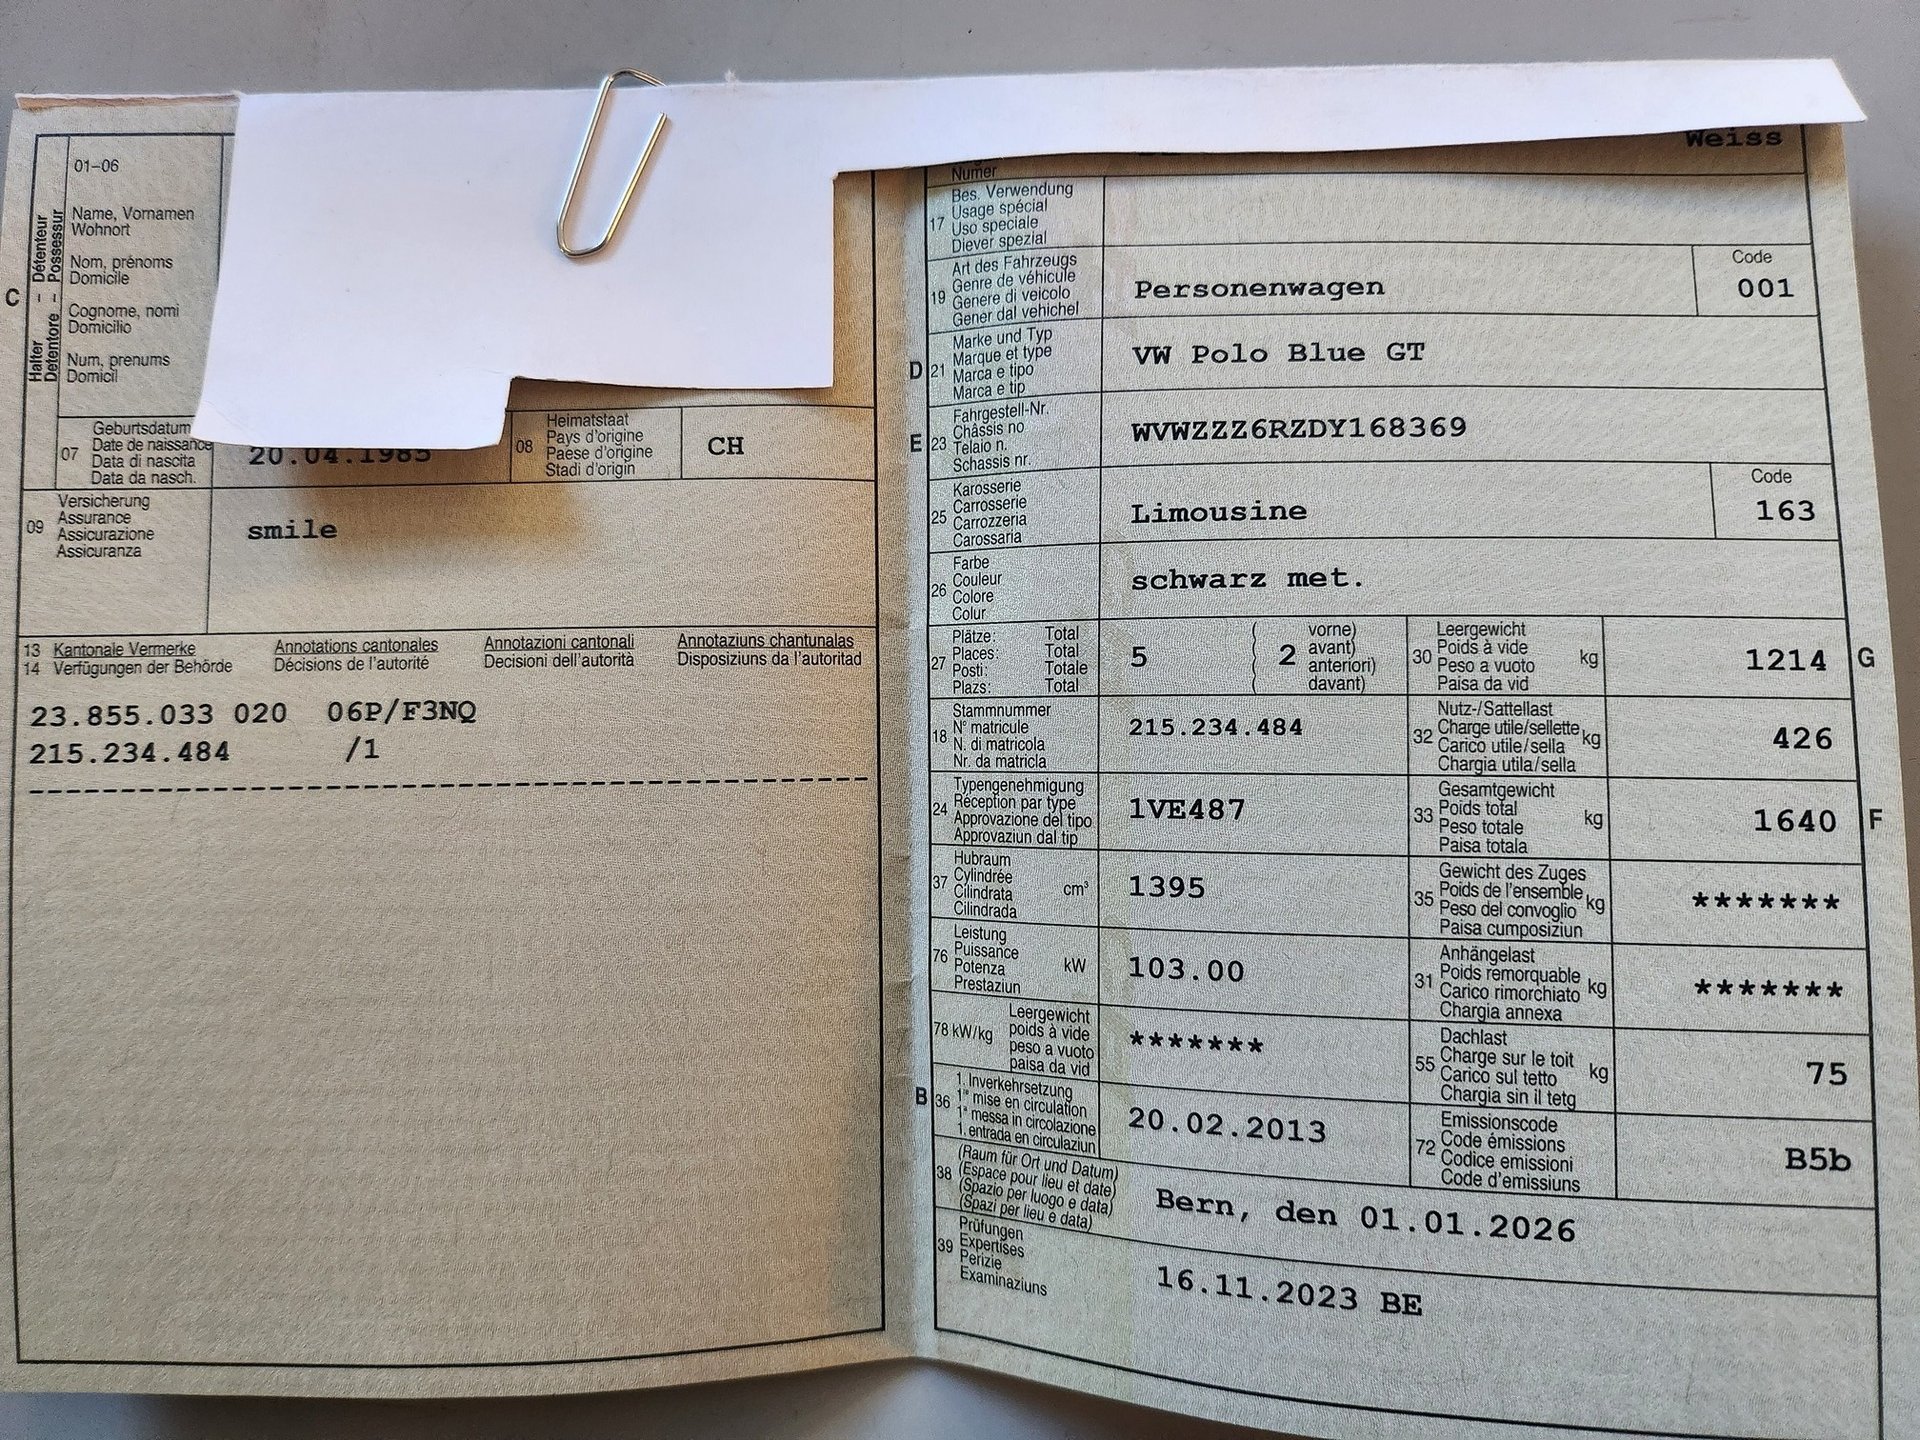 01–06
Name, Vornamen
Wohnort
Nom, prénoms
Domicile
Cognome, nomi
Domicilio
Num, prenums
Domicil
C
Halter – Détenteur
Detentore – Possessur
07
Geburtsdatum
Date de naissance
Data di nascita
Data da nasch.
20.04.1985
08
Heimatstaat
Pays d'origine
Paese d'origine
Stadi d'origin
CH
09
Versicherung
Assurance
Assicurazione
Assicuranza
smile
13 Kantonale Vermerke Annotations cantonales Annotazioni cantonali Annotaziuns chantunalas
14 Verfügungen der Behörde Décisions de l'autorité Decisioni dell'autorità Disposiziuns da l'autoritad
23.855.033 020 06P/F3NQ
215.234.484 /1
Weiss
Numer
17
Bes. Verwendung
Usage spécial
Uso speciale
Diever spezial
19
Art des Fahrzeugs
Genre de véhicule
Genere di veicolo
Gener dal vehichel
Personenwagen
Code
001
D 21
Marke und Typ
Marque et type
Marca e tipo
Marca e tip
VW Polo Blue GT
E 23
Fahrgestell-Nr.
Châssis no
Telaio n.
Schassis nr.
WVWZZZ6RZDY168369
25
Karosserie
Carrosserie
Carrozzeria
Carossaria
Limousine
Code
163
26
Farbe
Couleur
Colore
Colur
schwarz met.
27
Plätze: Total
Places: Total
Posti: Totale
Plazs: Total
5
( 2 vorne)
( avant)
( anteriori)
( davant)
30
Leergewicht
Poids à vide
Peso a vuoto
Paisa da vid
kg
1214
G
18
Stammnummer
N° matricule
N. di matricola
Nr. da matricla
215.234.484
32
Nutz-/Sattellast
Charge utile/sellette
Carico utile/sella
Chargia utila/sella
kg
426
24
Typengenehmigung
Réception par type
Approvazione del tipo
Approvaziun dal tip
1VE487
33
Gesamtgewicht
Poids total
Peso totale
Paisa totala
kg
1640
F
37
Hubraum
Cylindrée
Cilindrata
Cilindrada
cm³
1395
35
Gewicht des Zuges
Poids de l'ensemble
Peso del convoglio
Paisa cumposiziun
kg
*******
76
Leistung
Puissance
Potenza
Prestaziun
kW
103.00
31
Anhängelast
Poids remorquable
Carico rimorchiato
Chargia annexa
kg
*******
78 kW/kg
Leergewicht
poids à vide
peso a vuoto
paisa da vid
*******
55
Dachlast
Charge sur le toit
Carico sul tetto
Chargia sin il tetg
kg
75
B 36
1. Inverkehrsetzung
1re mise en circulation
1a messa in circolazione
1. entrada en circulaziun
20.02.2013
72
Emissionscode
Code émissions
Codice emissioni
Code d'emissiuns
B5b
38
(Raum für Ort und Datum)
(Espace pour lieu et date)
(Spazio per luogo e data)
(Spazi per lieu e data)
Bern, den 01.01.2026
39
Prüfungen
Expertises
Perizie
Examinaziuns
16.11.2023 BE